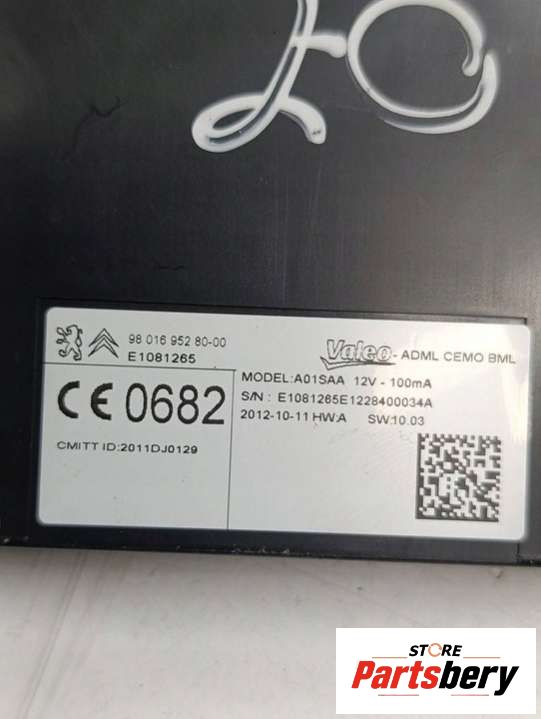 98 016 952 80-00
E1081265
CE 0682
CMITT ID:2011DJ0129
Valeo - ADML CEMO BML
MODEL:A01SAA 12V - 100mA
S/N : E1081265E1228400034A
2012-10-11 HW:A SW:10.03
STORE
Partsbery